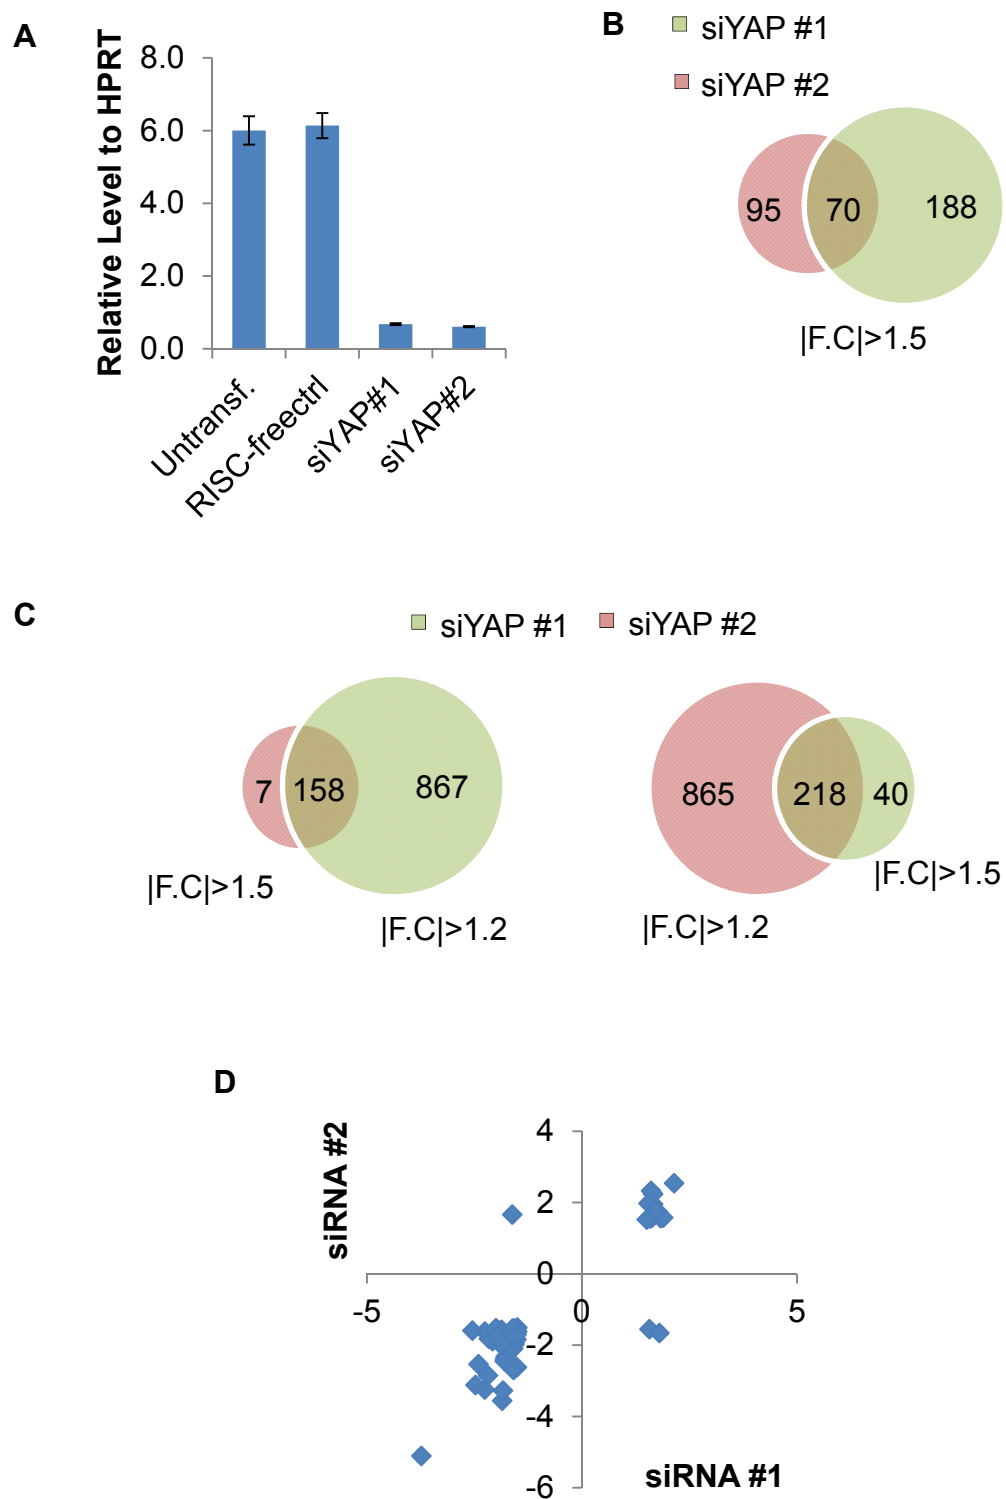 A
Relative Level to HPRT
8.0
6.0
4.0
2.0
0.0
Untransf.
RISC-freectrl
siYAP#1
siYAP#2
B
siYAP #1
siYAP #2
95
70
188
|F.C|>1.5
C
siYAP #1
siYAP #2
7
158
867
|F.C|>1.5
|F.C|>1.2
865
218
40
|F.C|>1.5
|F.C|>1.2
D
siRNA #2
4
2
0
-2
-4
-6
-5
0
5
siRNA #1